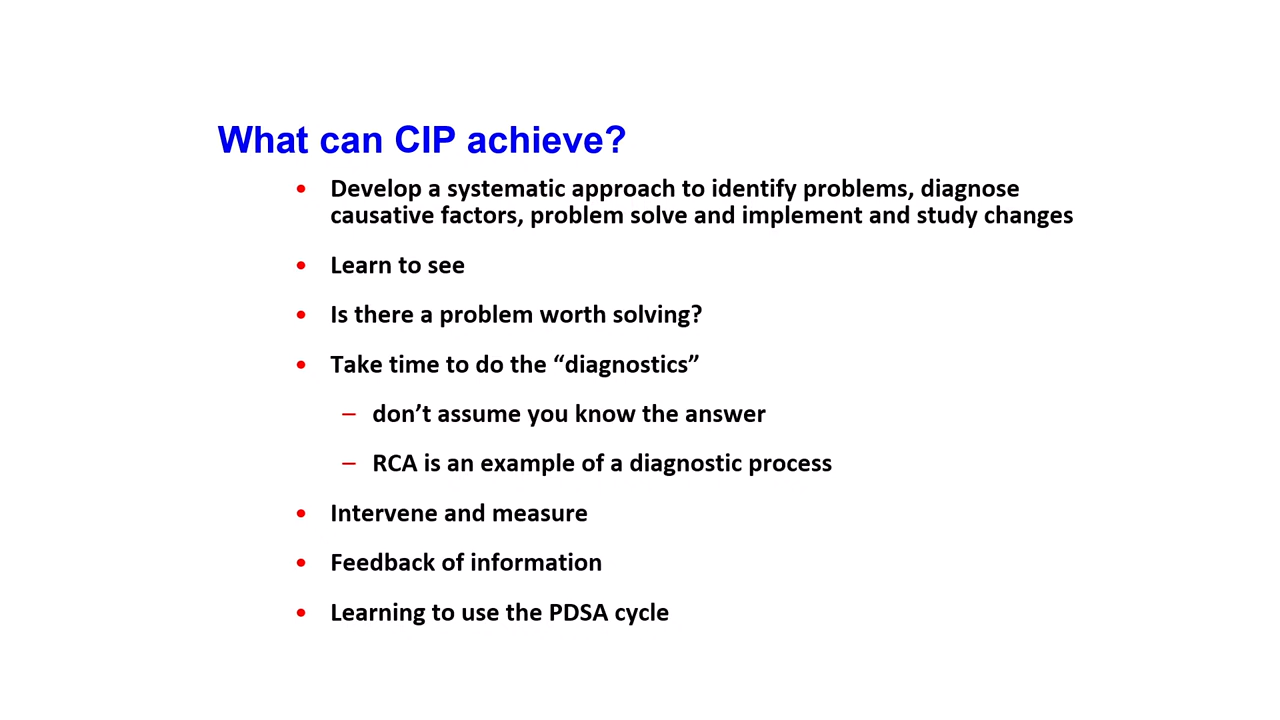 What can CIP achieve?
• Develop a systematic approach to identify problems, diagnose
causative factors, problem solve and implement and study changes
• Learn to see
• Is there a problem worth solving?
• Take time to do the “diagnostics”
– don’t assume you know the answer
– RCA is an example of a diagnostic process
• Intervene and measure
• Feedback of information
• Learning to use the PDSA cycle